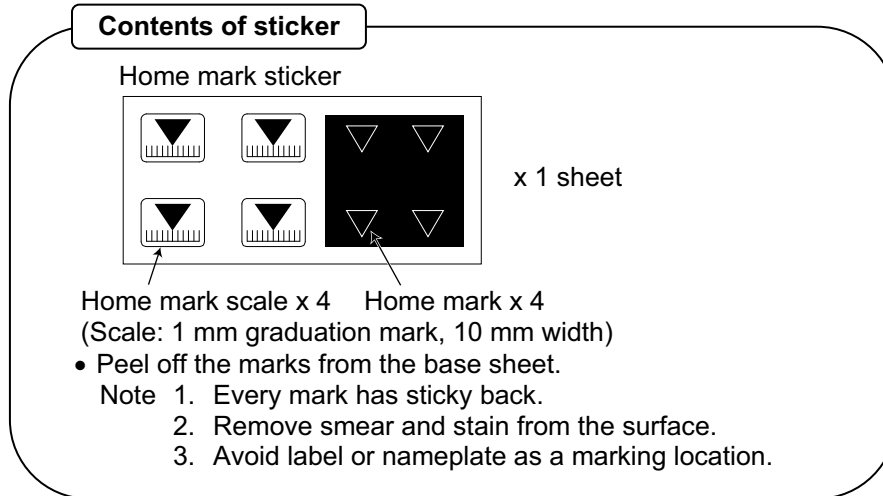 Contents of sticker
Home mark sticker
x 1 sheet
Home mark scale x 4 Home mark x 4
(Scale: 1 mm graduation mark, 10 mm width)
• Peel off the marks from the base sheet.
Note 1. Every mark has sticky back.
2. Remove smear and stain from the surface.
3. Avoid label or nameplate as a marking location.